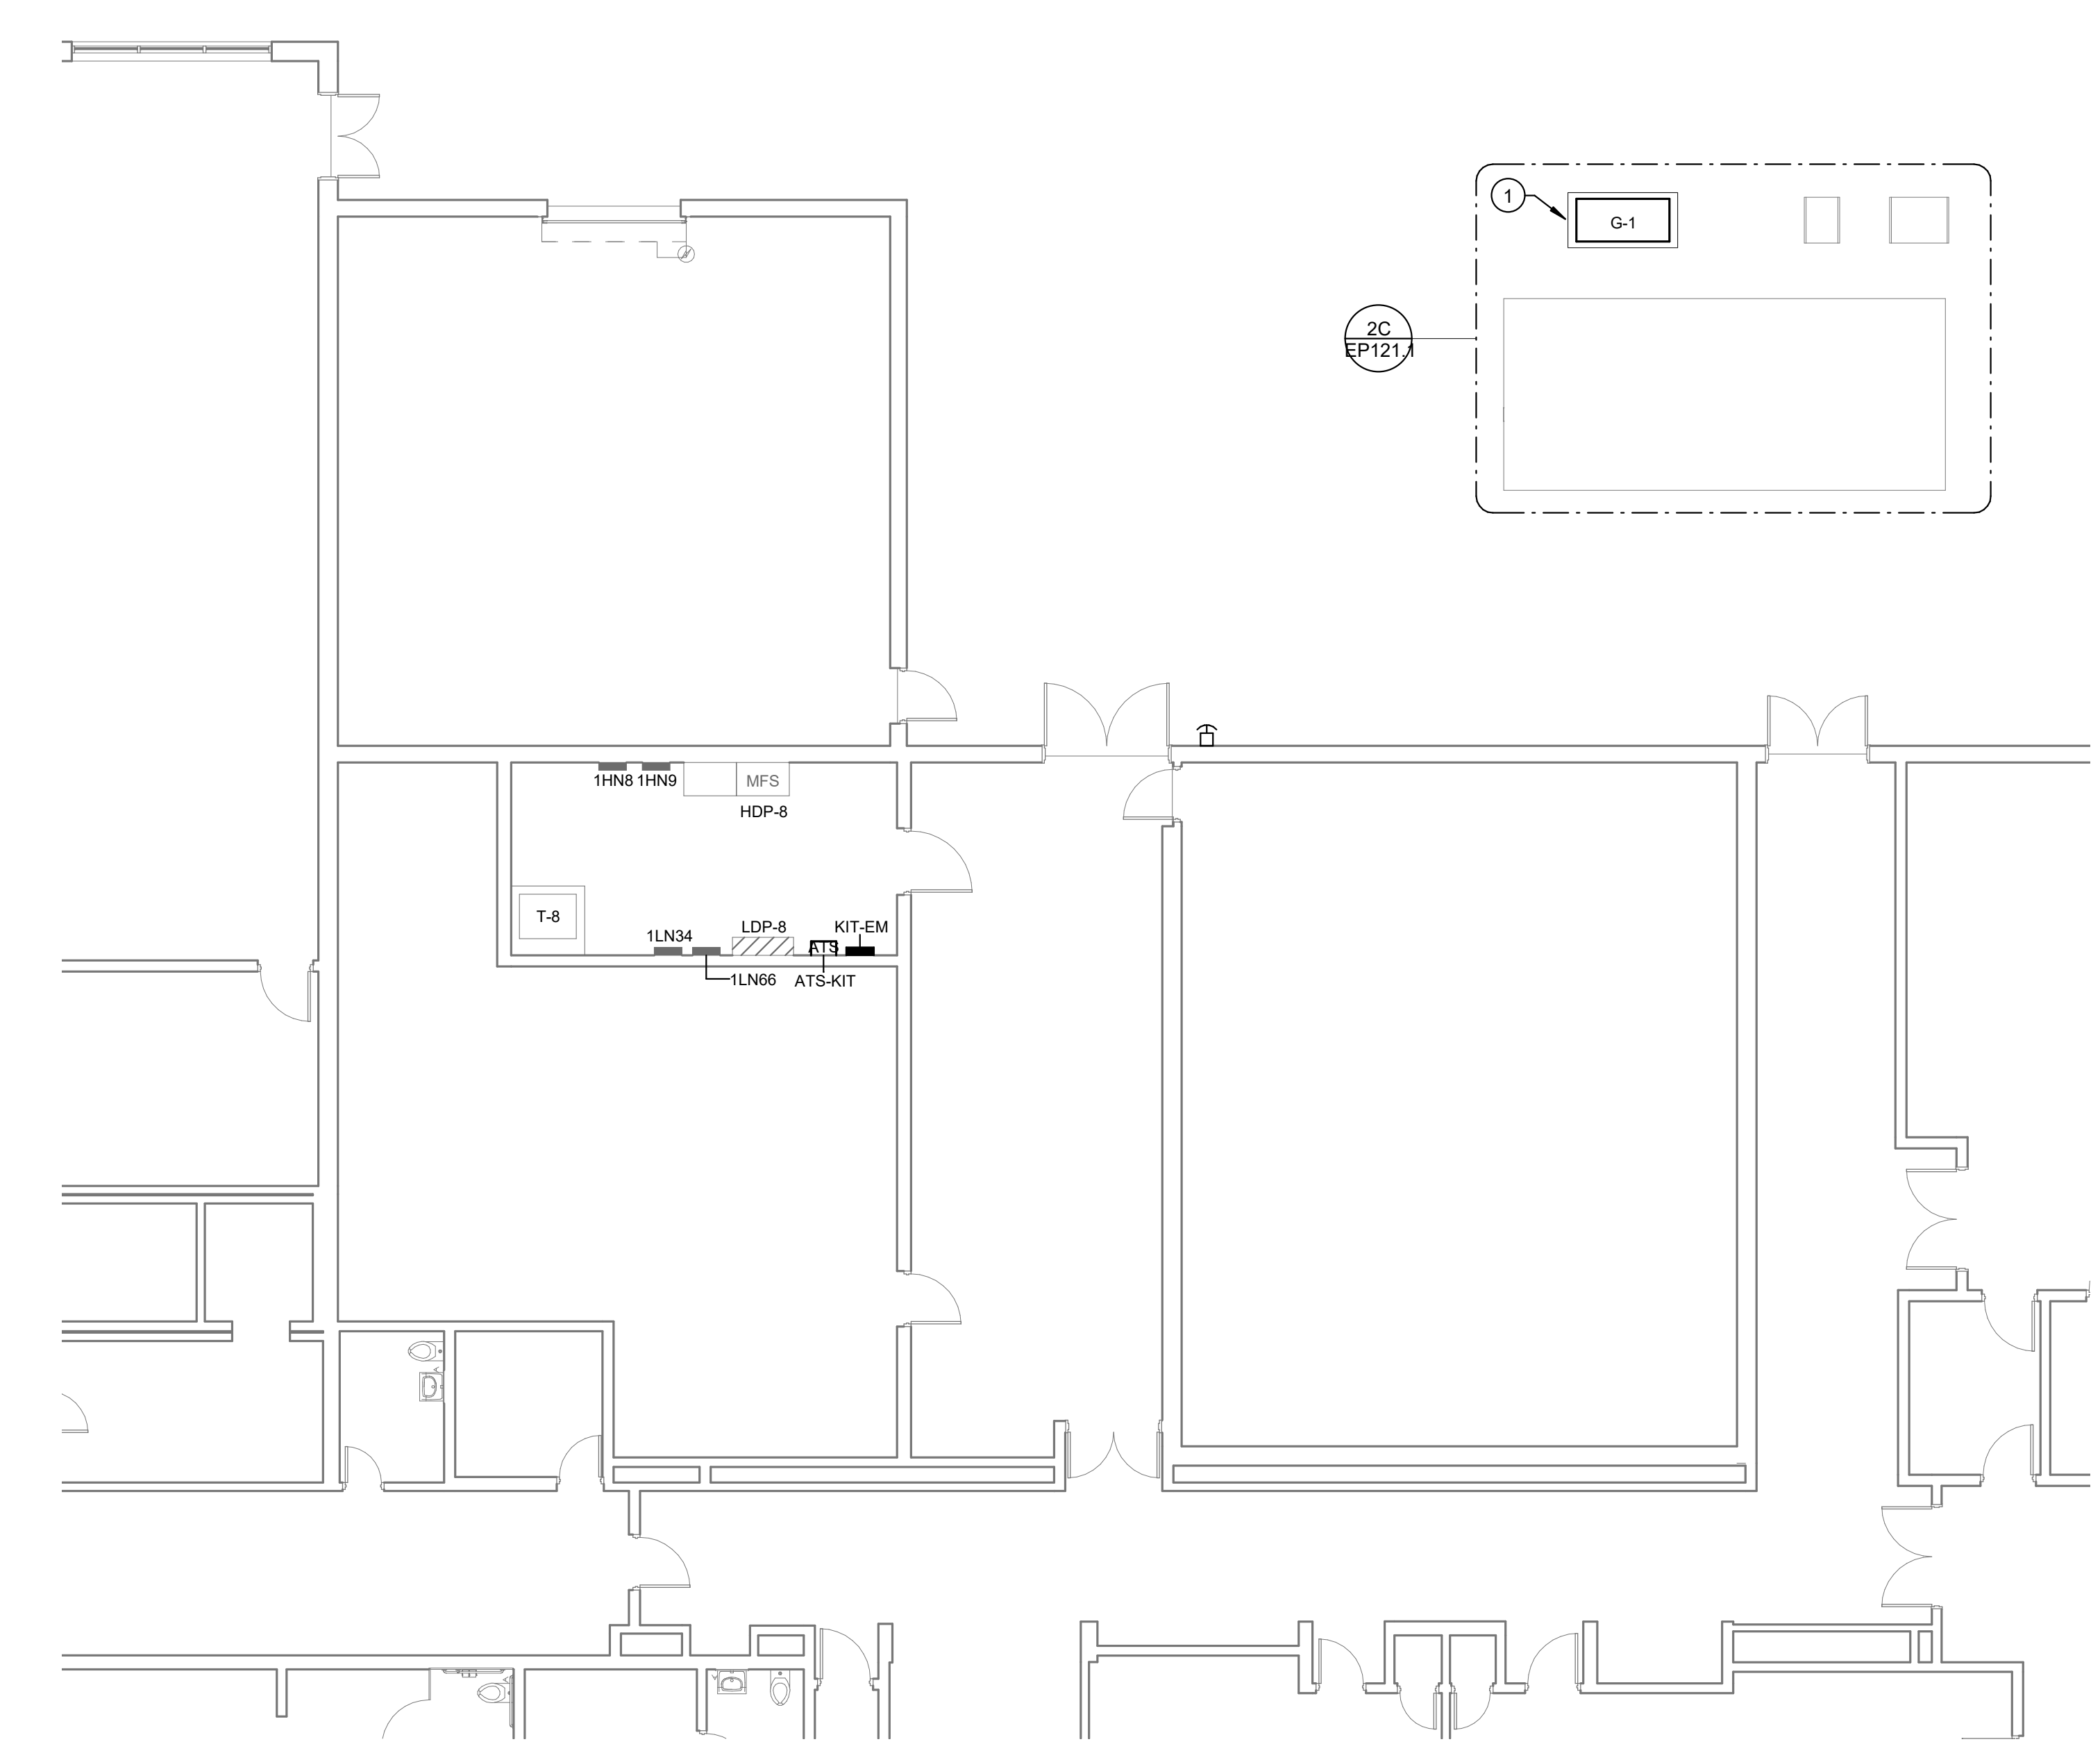 1
G-1
2C
EP121.1
1HN8
1HN9
MFS
HDP-8
T-8
1LN34
LDP-8
KIT-EM
ATS
1LN66
ATS-KIT